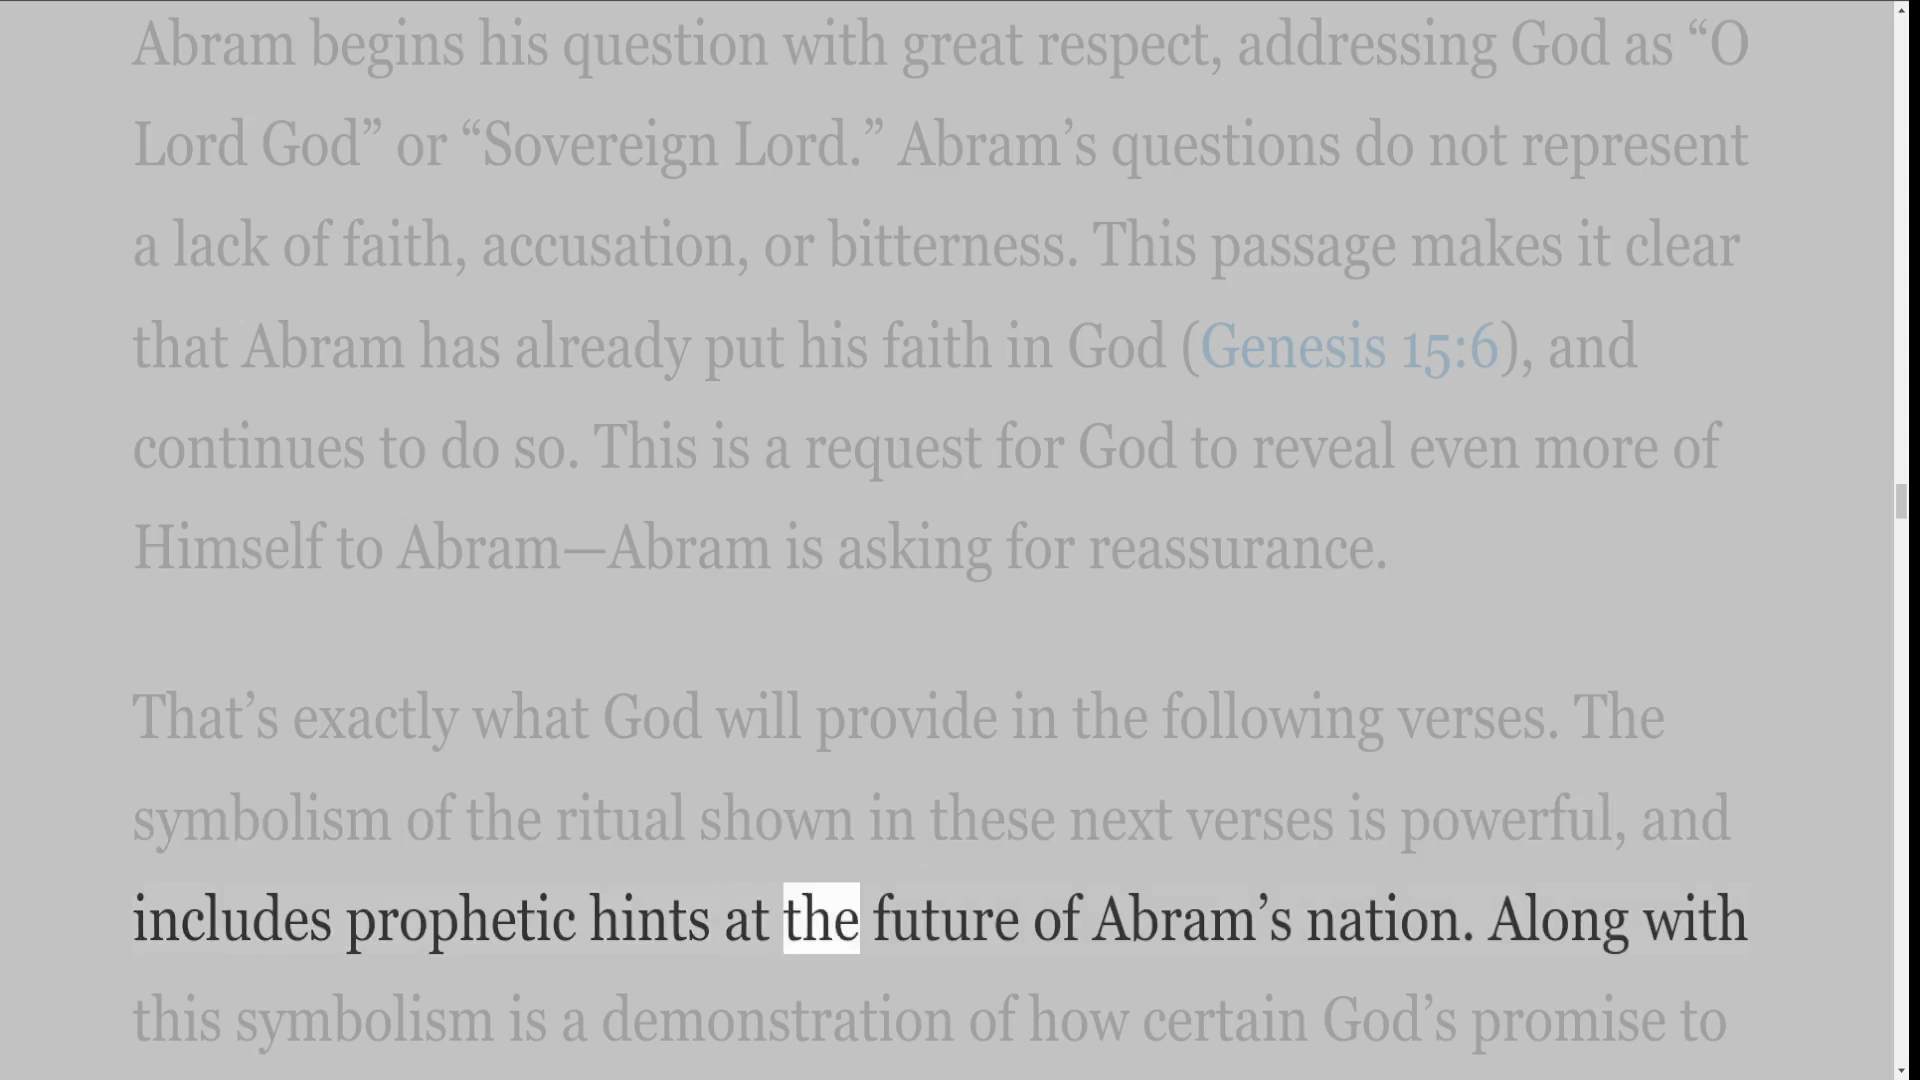 Abram begins his question with great respect, addressing God as “O
Lord God” or “Sovereign Lord.” Abram’s questions do not represent
a lack of faith, accusation, or bitterness. This passage makes it clear
that Abram has already put his faith in God (Genesis 15:6), and
continues to do so. This is a request for God to reveal even more of
Himself to Abram—Abram is asking for reassurance.
That’s exactly what God will provide in the following verses. The
symbolism of the ritual shown in these next verses is powerful, and
includes prophetic hints at the future of Abram’s nation. Along with
this symbolism is a demonstration of how certain God’s promise to